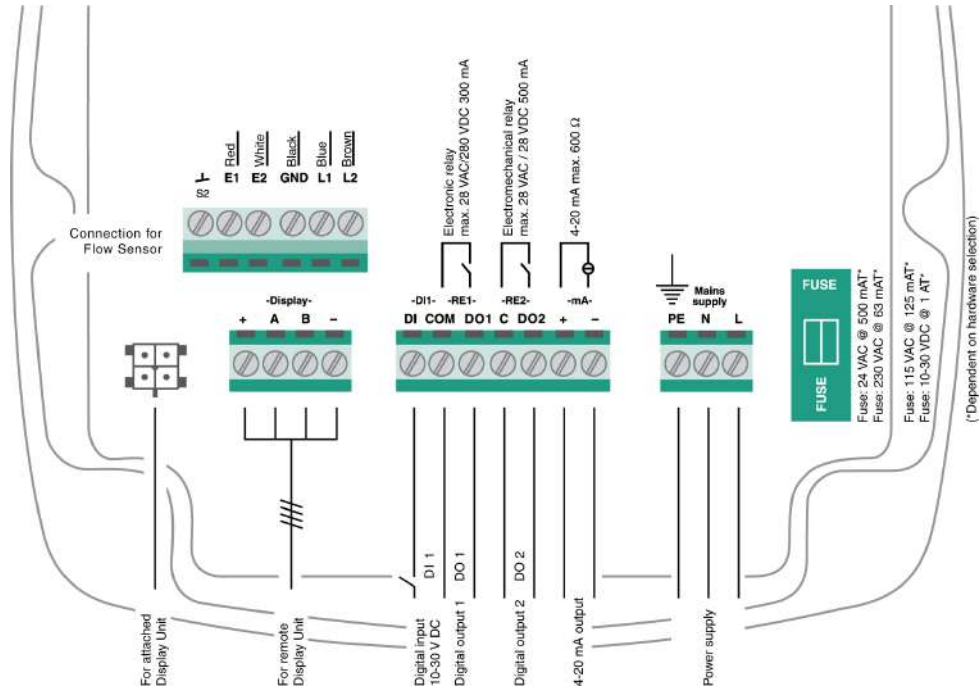 Electronic relay
max. 28 VAC/280 VDC 300 mA
Electromechanical relay
max. 28 VAC / 28 VDC 500 mA
4-20 mA max. 600 Ω
Red
White
Black
Blue
Brown
S2
E1
E2
GND
L1
L2
Connection for
Flow Sensor
-Display-
+ A B −
-DI1- -RE1- -RE2- -mA-
DI COM DO1 C DO2 + −
Mains
supply
PE N L
FUSE
FUSE
Fuse: 24 VAC @ 500 mAT*
Fuse: 230 VAC @ 63 mAT*
Fuse: 115 VAC @ 125 mAT*
Fuse: 10-30 VDC @ 1 AT*
(*Dependent on hardware selection)
DI 1
DO 1
DO 2
For attached
Display Unit
For remote
Display Unit
Digital input
10-30 V DC
Digital output 1
Digital output 2
4-20 mA output
Power supply